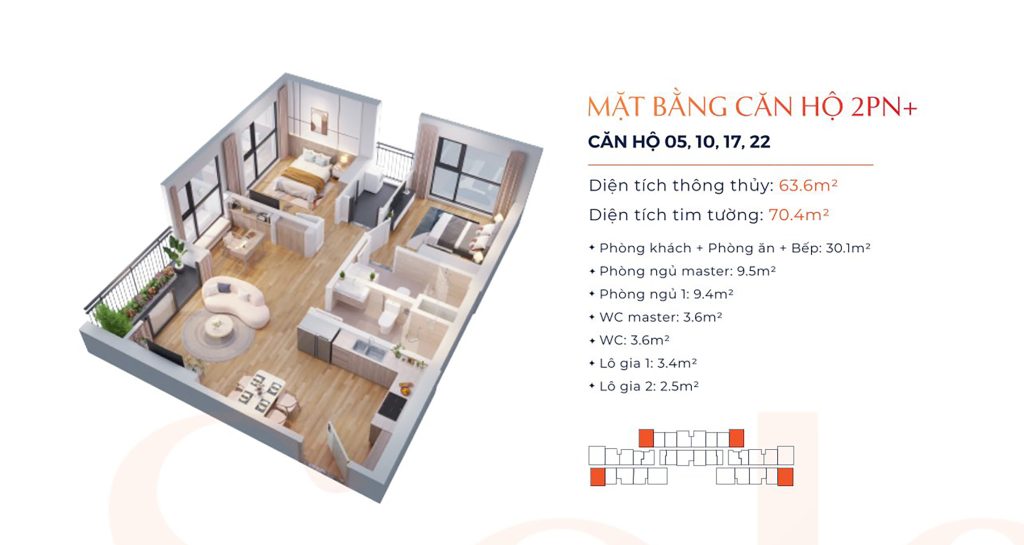 MẶT BẰNG CĂN HỘ 2PN+
CĂN HỘ 05, 10, 17, 22
Diện tích thông thủy: 63.6m²
Diện tích tim tường: 70.4m²
✦ Phòng khách + Phòng ăn + Bếp: 30.1m²
✦ Phòng ngủ master: 9.5m²
✦ Phòng ngủ 1: 9.4m²
✦ WC master: 3.6m²
✦ WC: 3.6m²
✦ Lô gia 1: 3.4m²
✦ Lô gia 2: 2.5m²